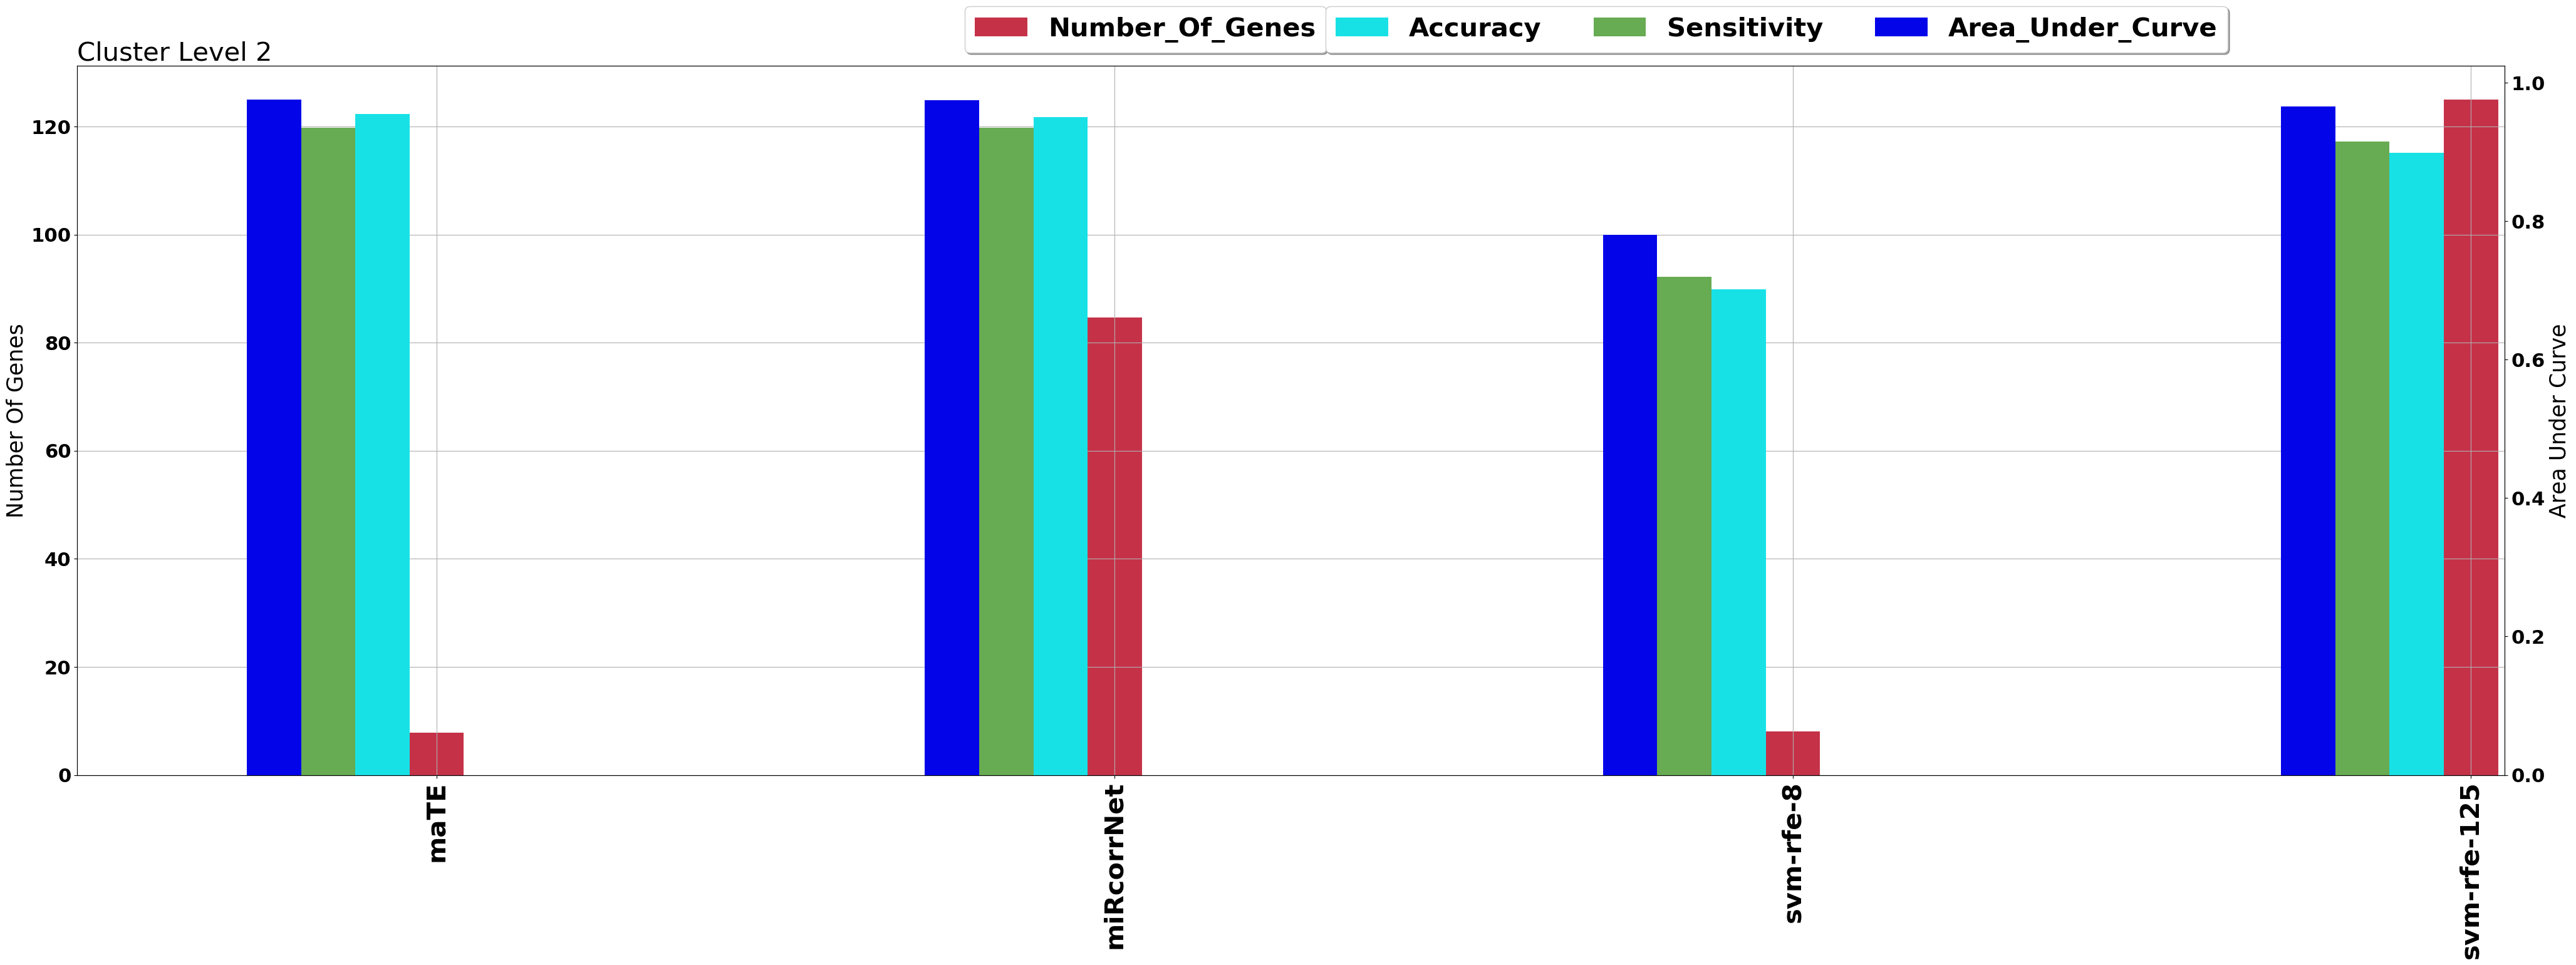 Number_Of_Genes Accuracy Sensitivity Area_Under_Curve
Cluster Level 2
120
100
80
60
40
20
0
Number Of Genes
1.0
0.8
0.6
0.4
0.2
0.0
Area Under Curve
maTE
miRcorrNet
svm-rfe-8
svm-rfe-125